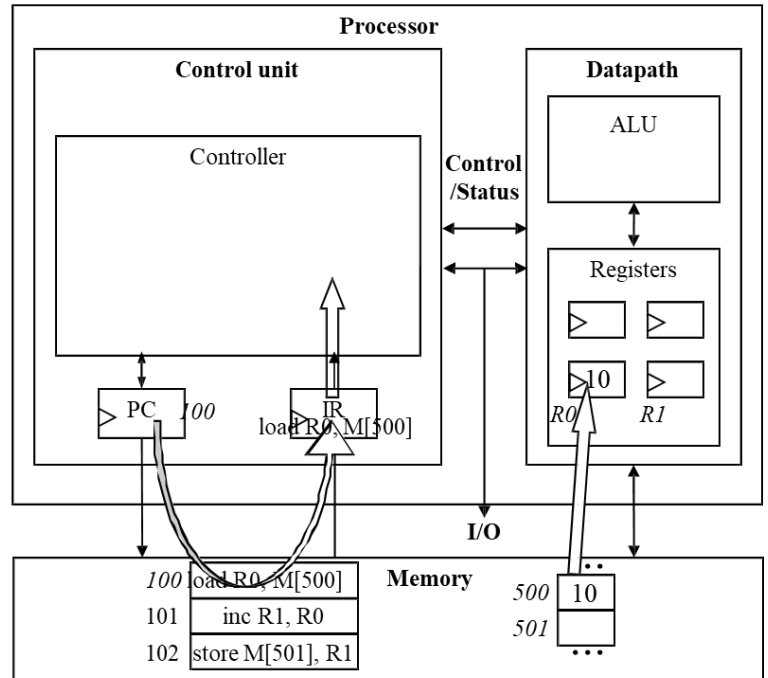 Processor
Control unit
Datapath
Controller
ALU
Control
/Status
Registers
10
PC 100
IR
load R0, M[500]
R0 R1
I/O
Memory
100 load R0, M[500]
101 inc R1, R0
102 store M[501], R1
..
500 10
501
...